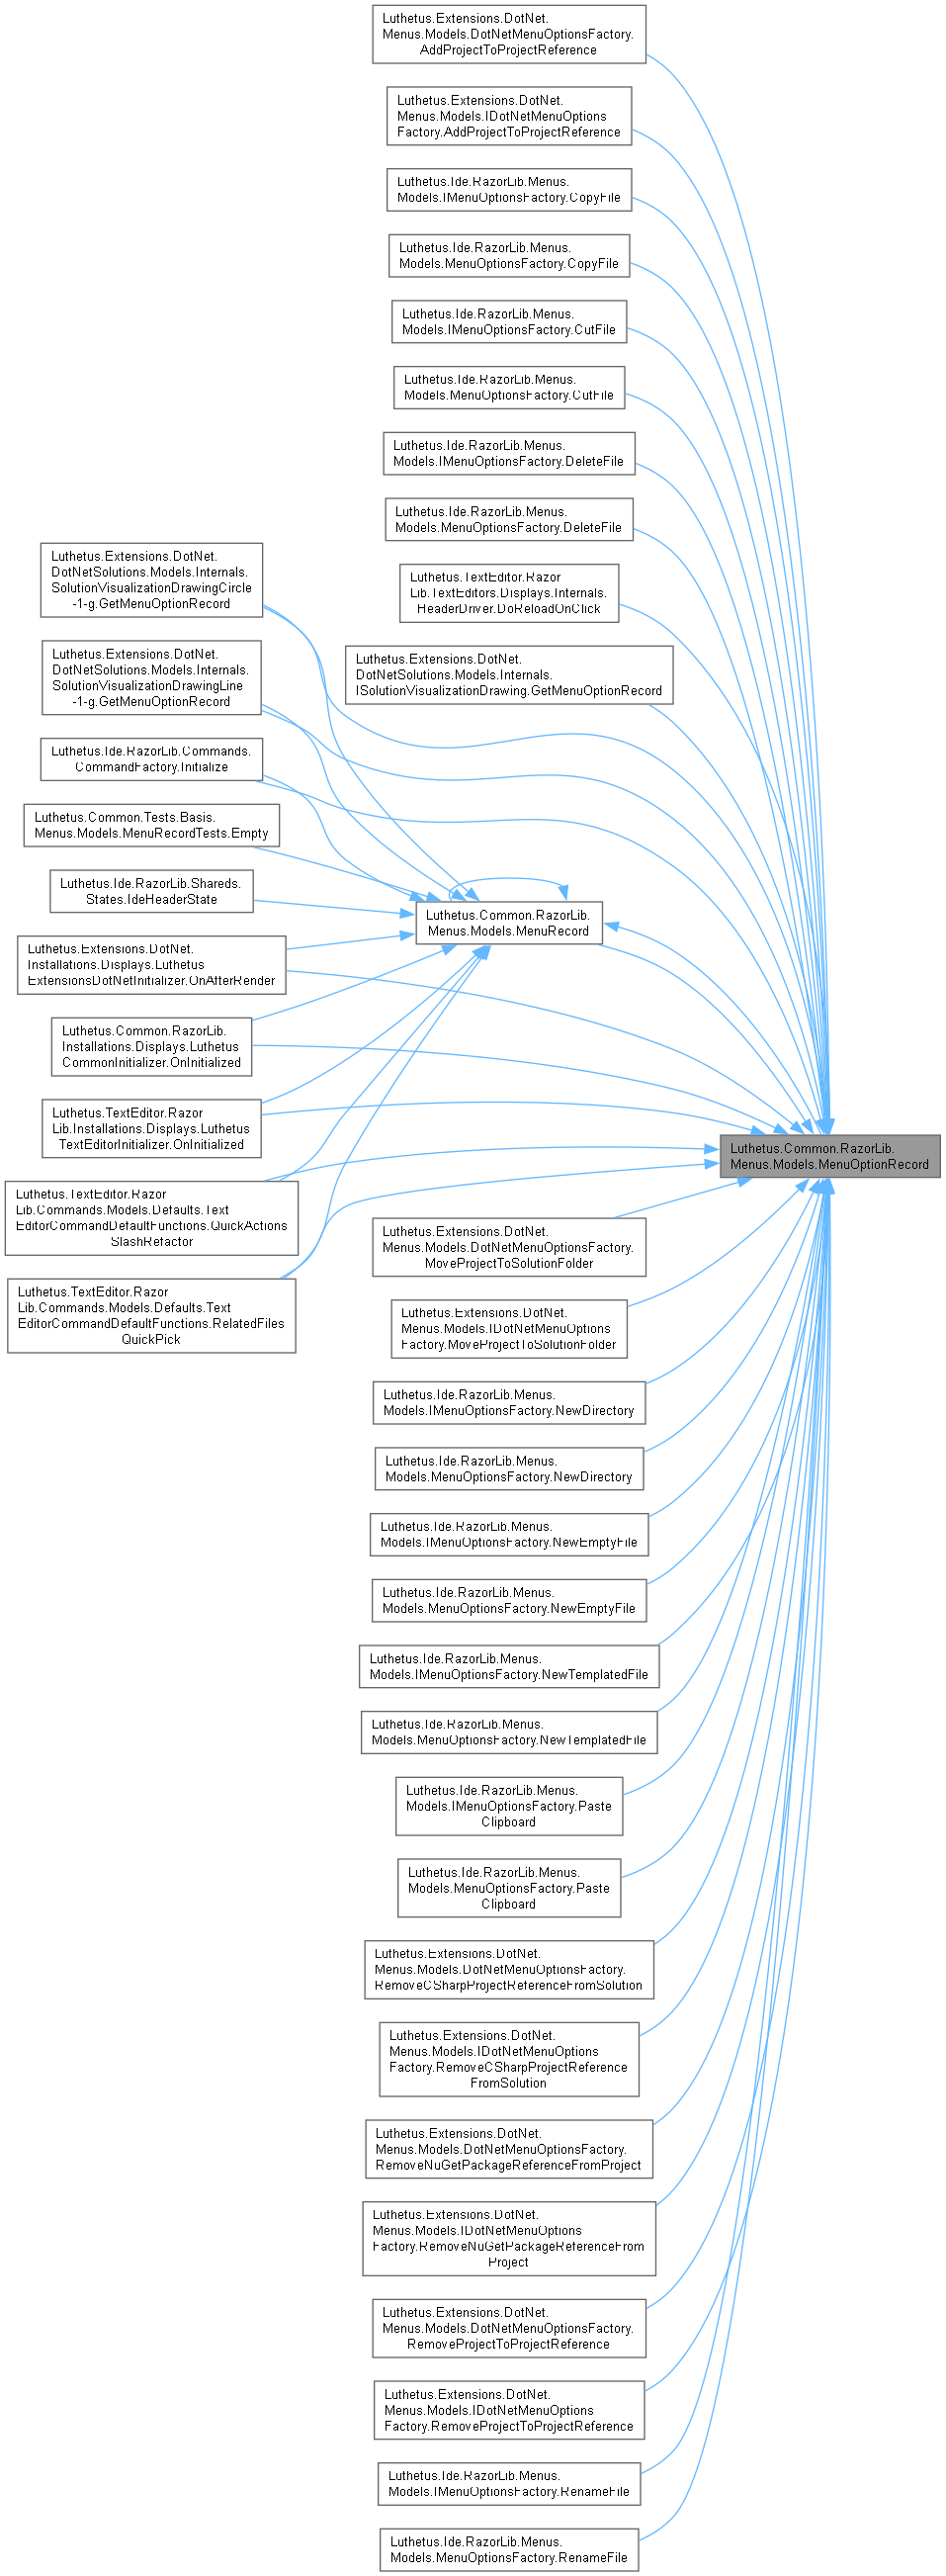 Luthetus.Extensions.DotNet.
Menus.Models.DotNetMenuOptionsFactory.
AddProjectToProjectReference
Luthetus.Extensions.DotNet.
Menus.Models.IDotNetMenuOptions
Factory.AddProjectToProjectReference
Luthetus.Ide.RazorLib.Menus.
Models.IMenuOptionsFactory.CopyFile
Luthetus.Ide.RazorLib.Menus.
Models.MenuOptionsFactory.CopyFile
Luthetus.Ide.RazorLib.Menus.
Models.IMenuOptionsFactory.CutFile
Luthetus.Ide.RazorLib.Menus.
Models.MenuOptionsFactory.CutFile
Luthetus.Ide.RazorLib.Menus.
Models.IMenuOptionsFactory.DeleteFile
Luthetus.Ide.RazorLib.Menus.
Models.MenuOptionsFactory.DeleteFile
Luthetus.TextEditor.Razor
Lib.TextEditors.Displays.Internals.
HeaderDriver.DoReloadOnClick
Luthetus.Extensions.DotNet.
DotNetSolutions.Models.Internals.
ISolutionVisualizationDrawing.GetMenuOptionRecord
Luthetus.Extensions.DotNet.
DotNetSolutions.Models.Internals.
SolutionVisualizationDrawingCircle
-1-g.GetMenuOptionRecord
Luthetus.Extensions.DotNet.
DotNetSolutions.Models.Internals.
SolutionVisualizationDrawingLine
-1-g.GetMenuOptionRecord
Luthetus.Ide.RazorLib.Commands.
CommandFactory.Initialize
Luthetus.Common.Tests.Basis.
Menus.Models.MenuRecordTests.Empty
Luthetus.Ide.RazorLib.Shareds.
States.IdeHeaderState
Luthetus.Extensions.DotNet.
Installations.Displays.Luthetus
ExtensionsDotNetInitializer.OnAfterRender
Luthetus.Common.RazorLib.
Installations.Displays.Luthetus
CommonInitializer.OnInitialized
Luthetus.TextEditor.Razor
Lib.Installations.Displays.Luthetus
TextEditorInitializer.OnInitialized
Luthetus.TextEditor.Razor
Lib.Commands.Models.Defaults.Text
EditorCommandDefaultFunctions.QuickActions
SlashRefactor
Luthetus.TextEditor.Razor
Lib.Commands.Models.Defaults.Text
EditorCommandDefaultFunctions.RelatedFiles
QuickPick
Luthetus.Common.RazorLib.
Menus.Models.MenuRecord
Luthetus.Common.RazorLib.
Menus.Models.MenuOptionRecord
Luthetus.Extensions.DotNet.
Menus.Models.DotNetMenuOptionsFactory.
MoveProjectToSolutionFolder
Luthetus.Extensions.DotNet.
Menus.Models.IDotNetMenuOptions
Factory.MoveProjectToSolutionFolder
Luthetus.Ide.RazorLib.Menus.
Models.IMenuOptionsFactory.NewDirectory
Luthetus.Ide.RazorLib.Menus.
Models.MenuOptionsFactory.NewDirectory
Luthetus.Ide.RazorLib.Menus.
Models.IMenuOptionsFactory.NewEmptyFile
Luthetus.Ide.RazorLib.Menus.
Models.MenuOptionsFactory.NewEmptyFile
Luthetus.Ide.RazorLib.Menus.
Models.IMenuOptionsFactory.NewTemplatedFile
Luthetus.Ide.RazorLib.Menus.
Models.MenuOptionsFactory.NewTemplatedFile
Luthetus.Ide.RazorLib.Menus.
Models.IMenuOptionsFactory.Paste
Clipboard
Luthetus.Ide.RazorLib.Menus.
Models.MenuOptionsFactory.Paste
Clipboard
Luthetus.Extensions.DotNet.
Menus.Models.DotNetMenuOptionsFactory.
RemoveCSharpProjectReferenceFromSolution
Luthetus.Extensions.DotNet.
Menus.Models.IDotNetMenuOptions
Factory.RemoveCSharpProjectReference
FromSolution
Luthetus.Extensions.DotNet.
Menus.Models.DotNetMenuOptionsFactory.
RemoveNuGetPackageReferenceFromProject
Luthetus.Extensions.DotNet.
Menus.Models.IDotNetMenuOptions
Factory.RemoveNuGetPackageReferenceFrom
Project
Luthetus.Extensions.DotNet.
Menus.Models.DotNetMenuOptionsFactory.
RemoveProjectToProjectReference
Luthetus.Extensions.DotNet.
Menus.Models.IDotNetMenuOptions
Factory.RemoveProjectToProjectReference
Luthetus.Ide.RazorLib.Menus.
Models.IMenuOptionsFactory.RenameFile
Luthetus.Ide.RazorLib.Menus.
Models.MenuOptionsFactory.RenameFile